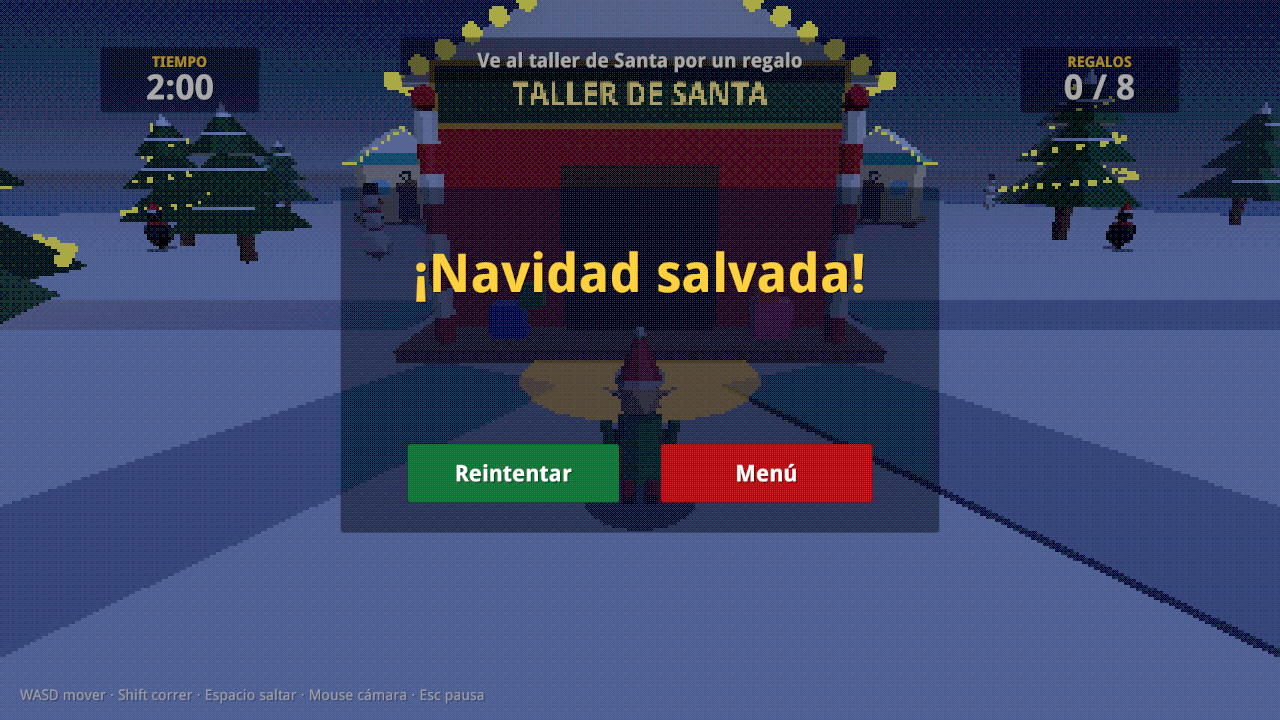 Ve al taller de Santa por un regalo
TIEMPO
2:00
REGALOS
0 / 8
TALLER DE SANTA
¡Navidad salvada!
Reintentar
Menú
WASD mover · Shift correr · Espacio saltar · Mouse cámara · Esc pausa